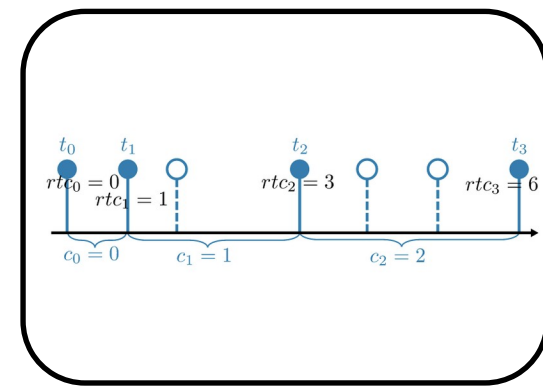 t₀ t₁ t₂ t₃
rtc₀ = 0 rtc₂ = 3 rtc₃ = 6
rtc₁ = 1
c₀ = 0 c₁ = 1 c₂ = 2